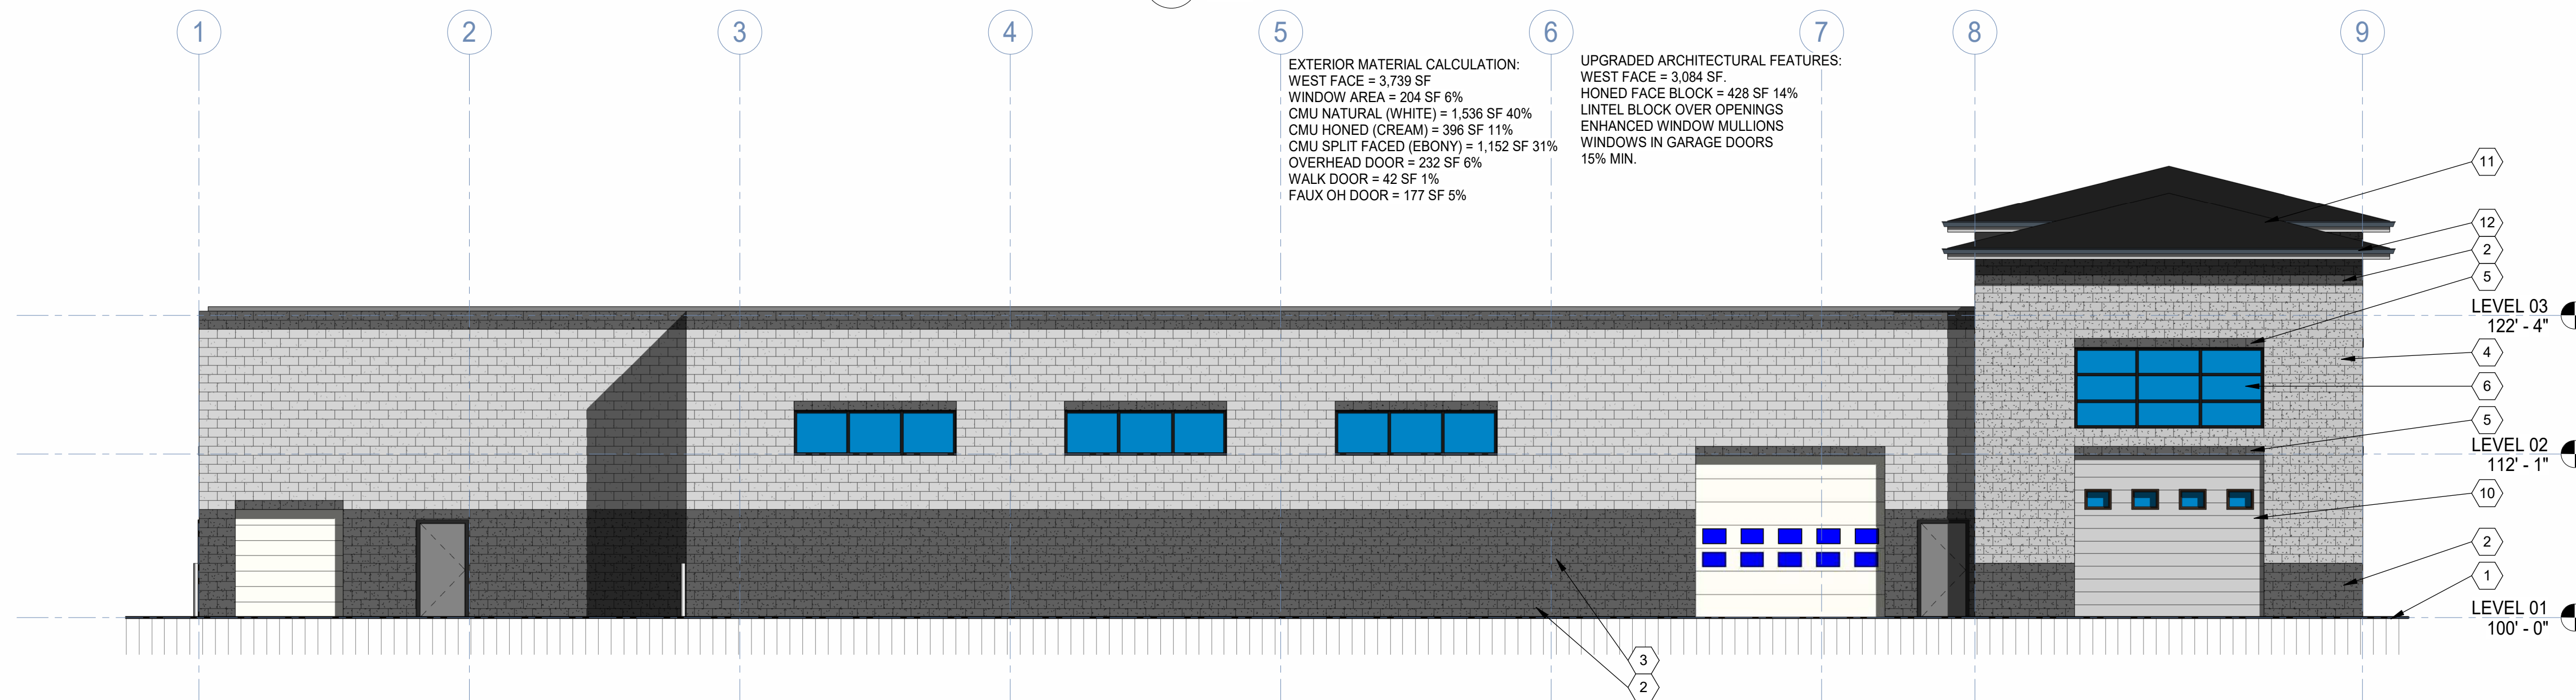 1 2 3 4 5 6 7 8 9
EXTERIOR MATERIAL CALCULATION:
WEST FACE = 3,739 SF
WINDOW AREA = 204 SF 6%
CMU NATURAL (WHITE) = 1,536 SF 40%
CMU HONED (CREAM) = 396 SF 11%
CMU SPLIT FACED (EBONY) = 1,152 SF 31%
OVERHEAD DOOR = 232 SF 6%
WALK DOOR = 42 SF 1%
FAUX OH DOOR = 177 SF 5%
UPGRADED ARCHITECTURAL FEATURES:
WEST FACE = 3,084 SF.
HONED FACE BLOCK = 428 SF 14%
LINTEL BLOCK OVER OPENINGS
ENHANCED WINDOW MULLIONS
WINDOWS IN GARAGE DOORS
15% MIN.
11
12
2
5
LEVEL 03
122' - 4"
4
6
5
LEVEL 02
112' - 1"
10
2
1
LEVEL 01
100' - 0"
3
2